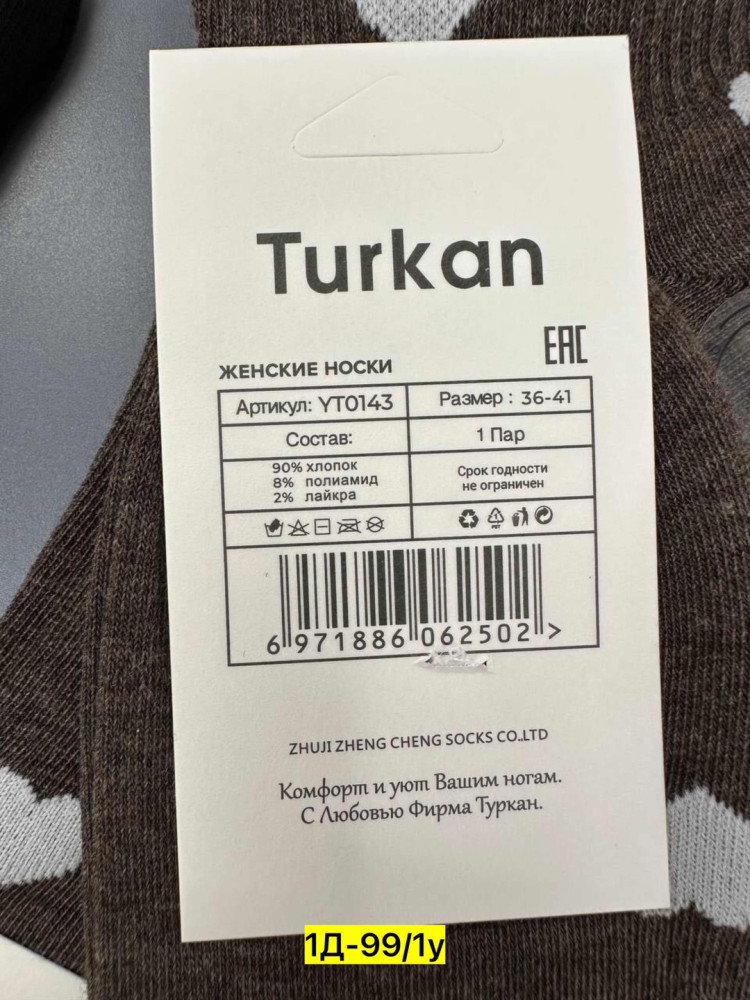 Turkan
EAC
ЖЕНСКИЕ НОСКИ
Артикул: YT0143
Размер : 36-41
Состав:
1 Пар
90% хлопок
8% полиамид
2% лайкра
Срок годности
не ограничен
PET
6 971886 062502 >
ZHUJI ZHENG CHENG SOCKS CO.LTD
Комфорт и уют Вашим ногам.
С Любовью Фирма Туркан.
1Д-99/1у